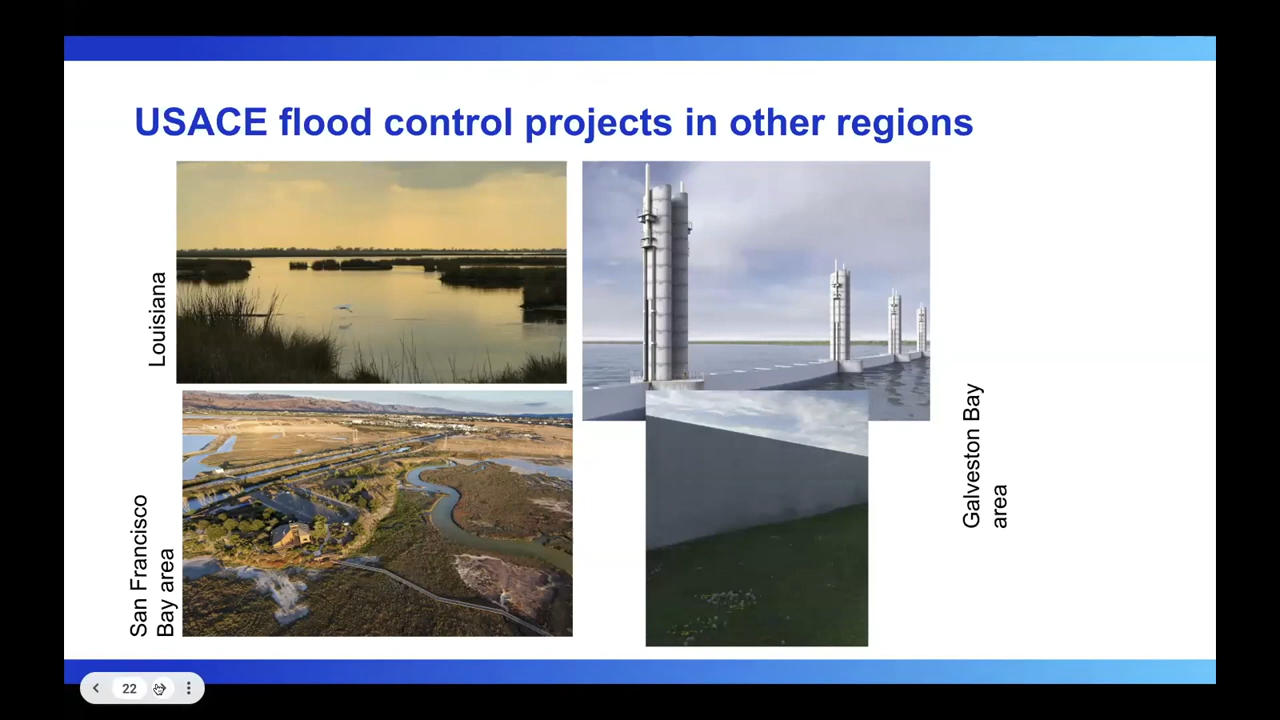 USACE flood control projects in other regions
Louisiana
San Francisco
Bay area
Galveston Bay
area
22